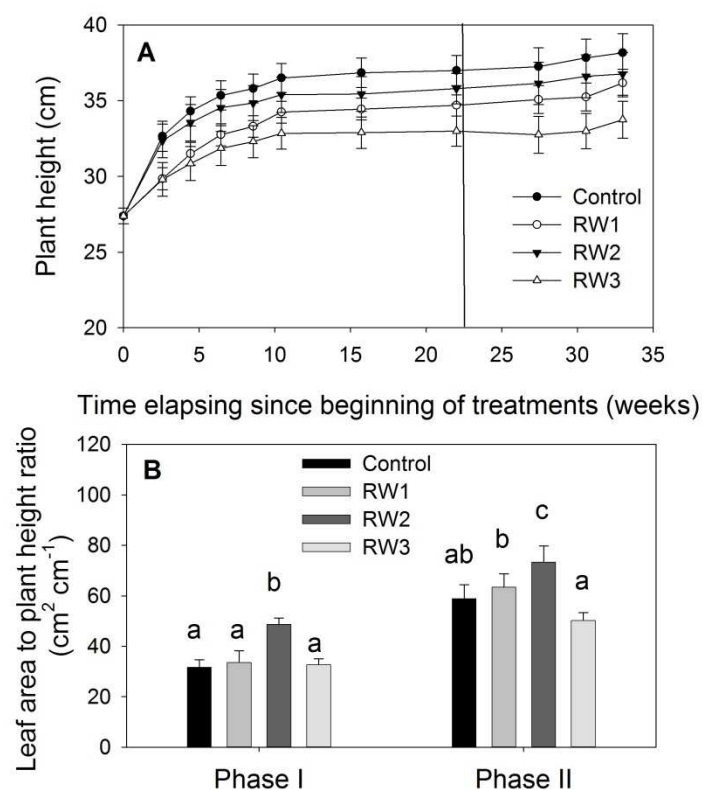 40
A
35
30
25
20
Plant height (cm)
Control
RW1
RW2
RW3
0 5 10 15 20 25 30 35
Time elapsing since beginning of treatments (weeks)
120
B
100
80
60
40
20
0
Leaf area to plant height ratio
(cm² cm⁻¹)
Control
RW1
RW2
RW3
a a b a
ab b c a
Phase I Phase II